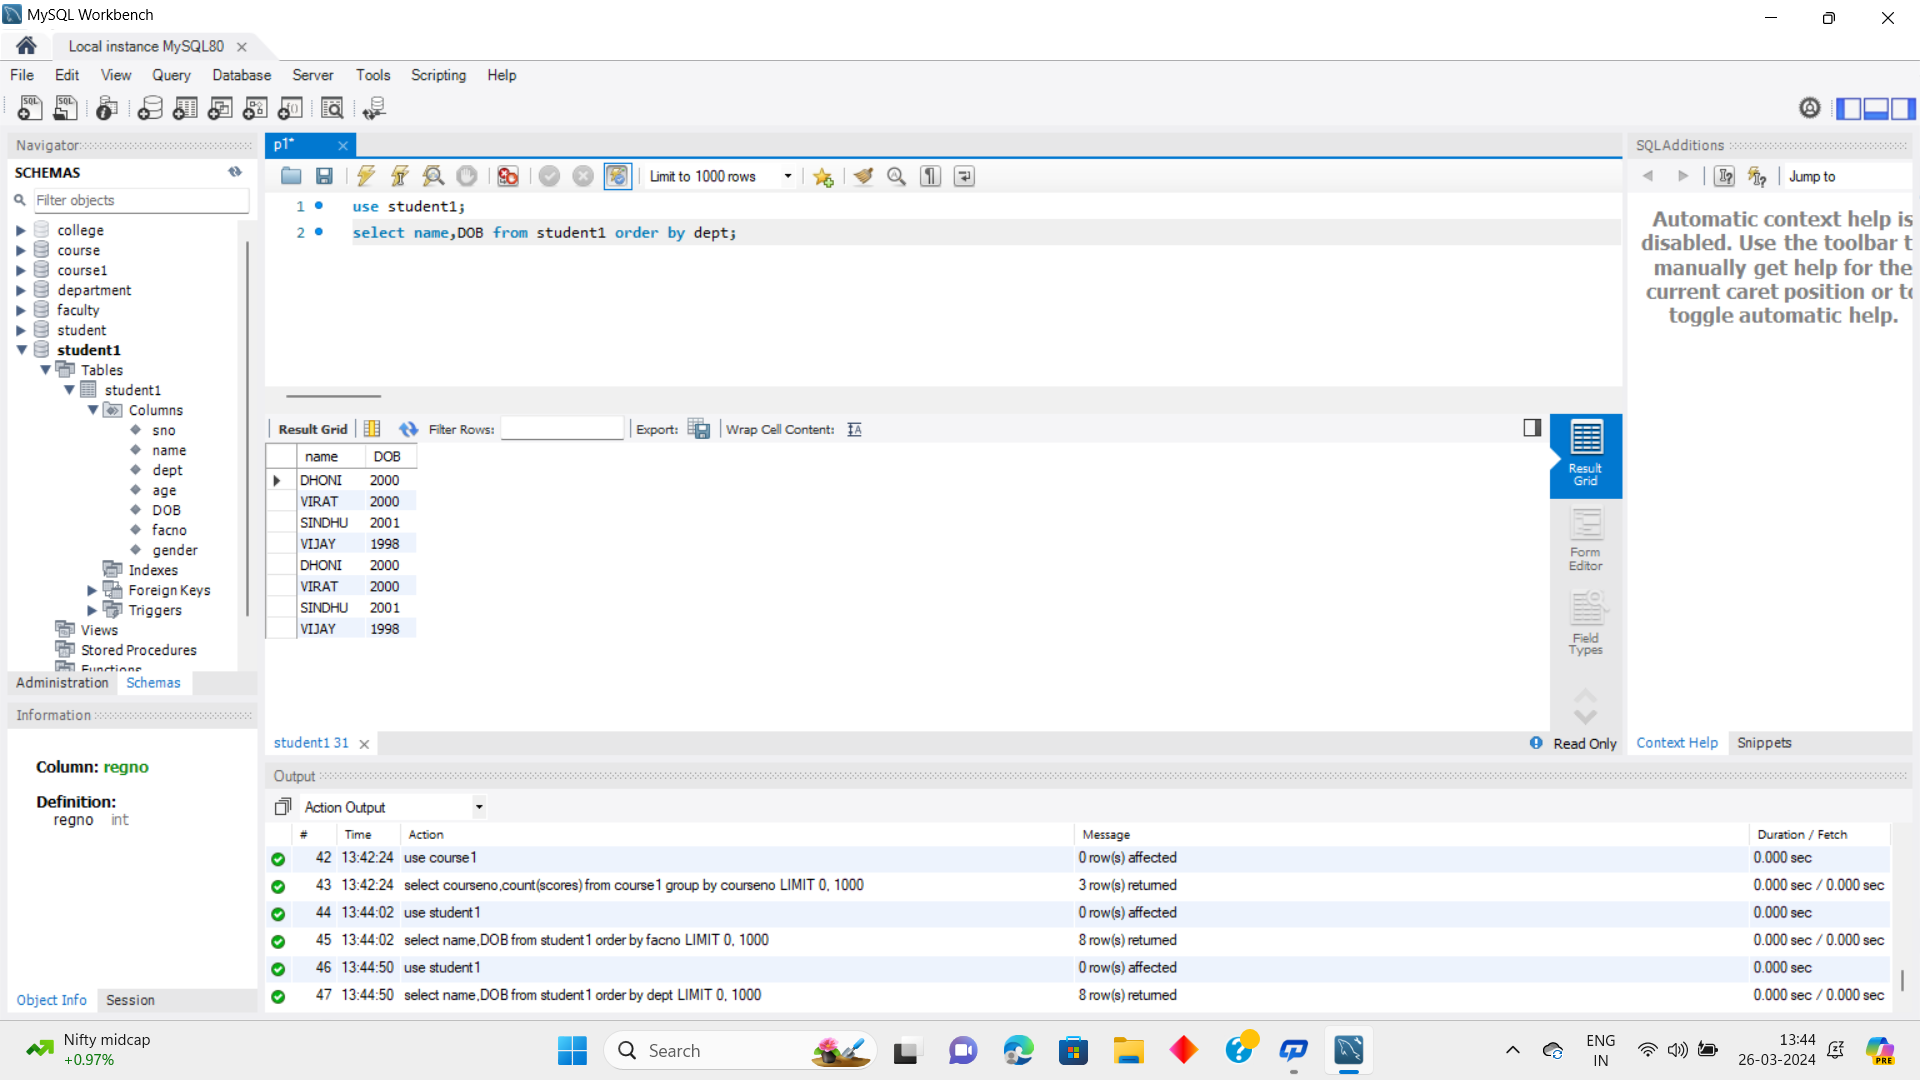 MySQL Workbench
Local instance MySQL80
File Edit View Query Database Server Tools Scripting Help
Navigator
SCHEMAS
Filter objects
college
course
course1
department
faculty
student
student1
Tables
student1
Columns
sno
name
dept
age
DOB
facno
gender
Indexes
Foreign Keys
Triggers
Views
Stored Procedures
Functions
Administration Schemas
Information
Column: regno
Definition:
regno int
Object Info Session
p1*
Limit to 1000 rows
1 use student1;
2 select name,DOB from student1 order by dept;
Result Grid Filter Rows: Export: Wrap Cell Content:
name DOB
DHONI 2000
VIRAT 2000
SINDHU 2001
VIJAY 1998
DHONI 2000
VIRAT 2000
SINDHU 2001
VIJAY 1998
Result
Grid
Form
Editor
Field
Types
student1 31
Read Only
SQLAdditions
Jump to
Automatic context help is
disabled. Use the toolbar t
manually get help for the
current caret position or to
toggle automatic help.
Context Help Snippets
Output
Action Output
# Time Action Message Duration / Fetch
42 13:42:24 use course1 0 row(s) affected 0.000 sec
43 13:42:24 select courseno,count(scores) from course1 group by courseno LIMIT 0, 1000 3 row(s) returned 0.000 sec / 0.000 sec
44 13:44:02 use student1 0 row(s) affected 0.000 sec
45 13:44:02 select name,DOB from student1 order by facno LIMIT 0, 1000 8 row(s) returned 0.000 sec / 0.000 sec
46 13:44:50 use student1 0 row(s) affected 0.000 sec
47 13:44:50 select name,DOB from student1 order by dept LIMIT 0, 1000 8 row(s) returned 0.000 sec / 0.000 sec
Nifty midcap
+0.97%
Search
ENG
IN
13:44
26-03-2024
PRE